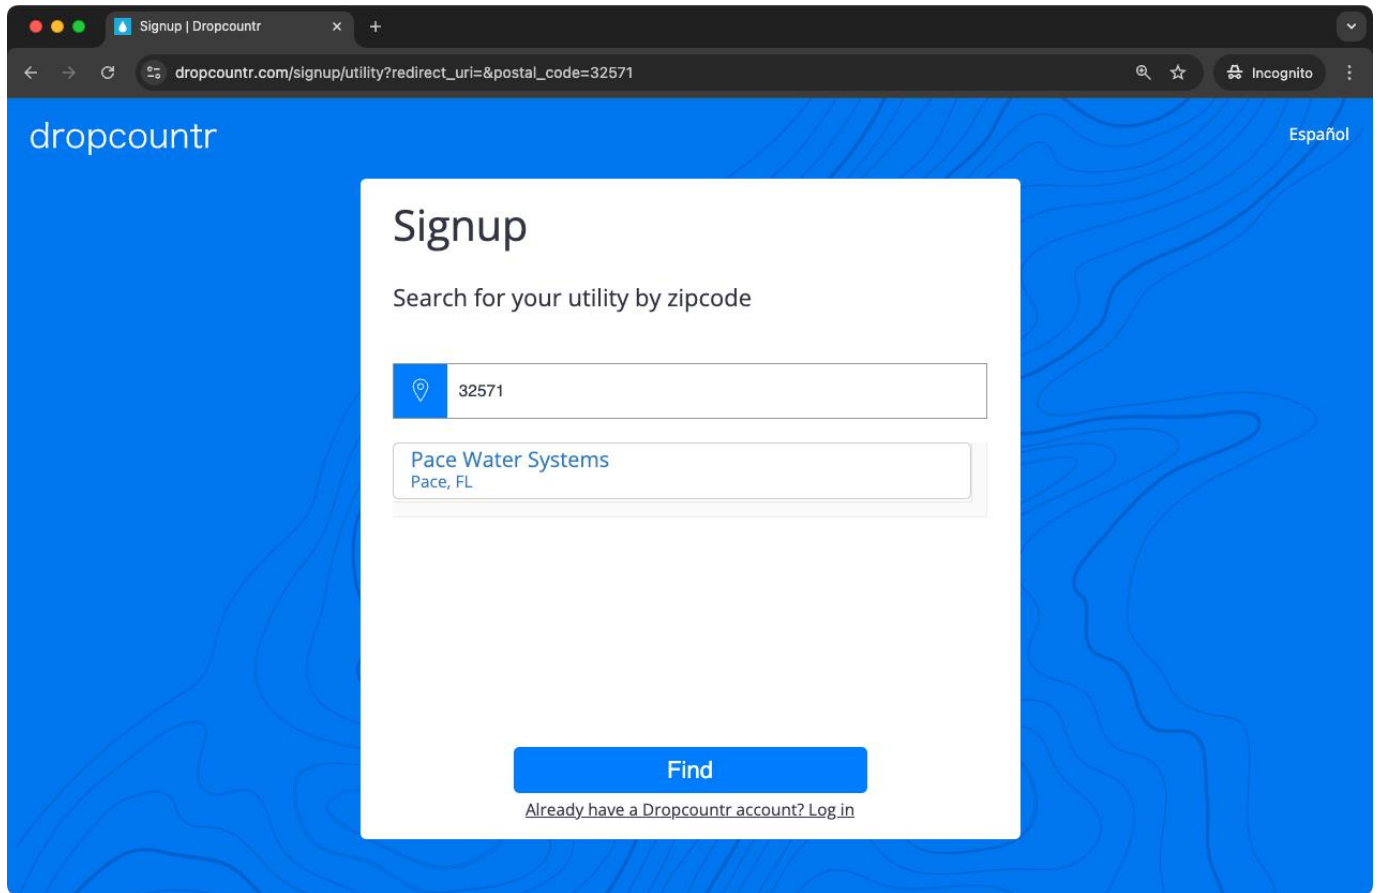 Signup | Dropcountr
dropcountr.com/signup/utility?redirect_uri=&postal_code=32571
Incognito
dropcountr
Español
Signup
Search for your utility by zipcode
32571
Pace Water Systems
Pace, FL
Find
Already have a Dropcountr account? Log in